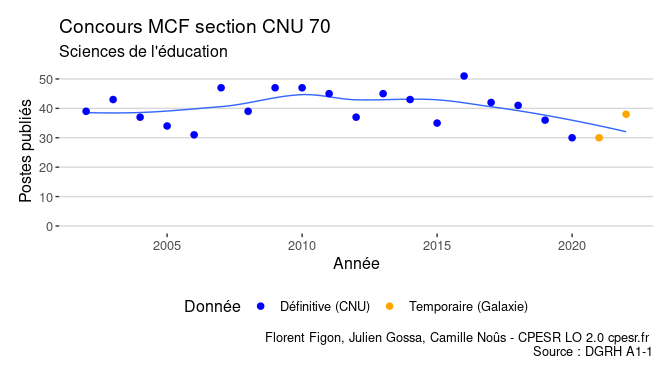 Concours MCF section CNU 70
Sciences de l'éducation
Postes publiés
50
40
30
20
10
0
2005
2010
2015
2020
Année
Donnée
Définitive (CNU)
Temporaire (Galaxie)
Florent Figon, Julien Gossa, Camille Noûs - CPESR LO 2.0 cpesr.fr
Source : DGRH A1-1